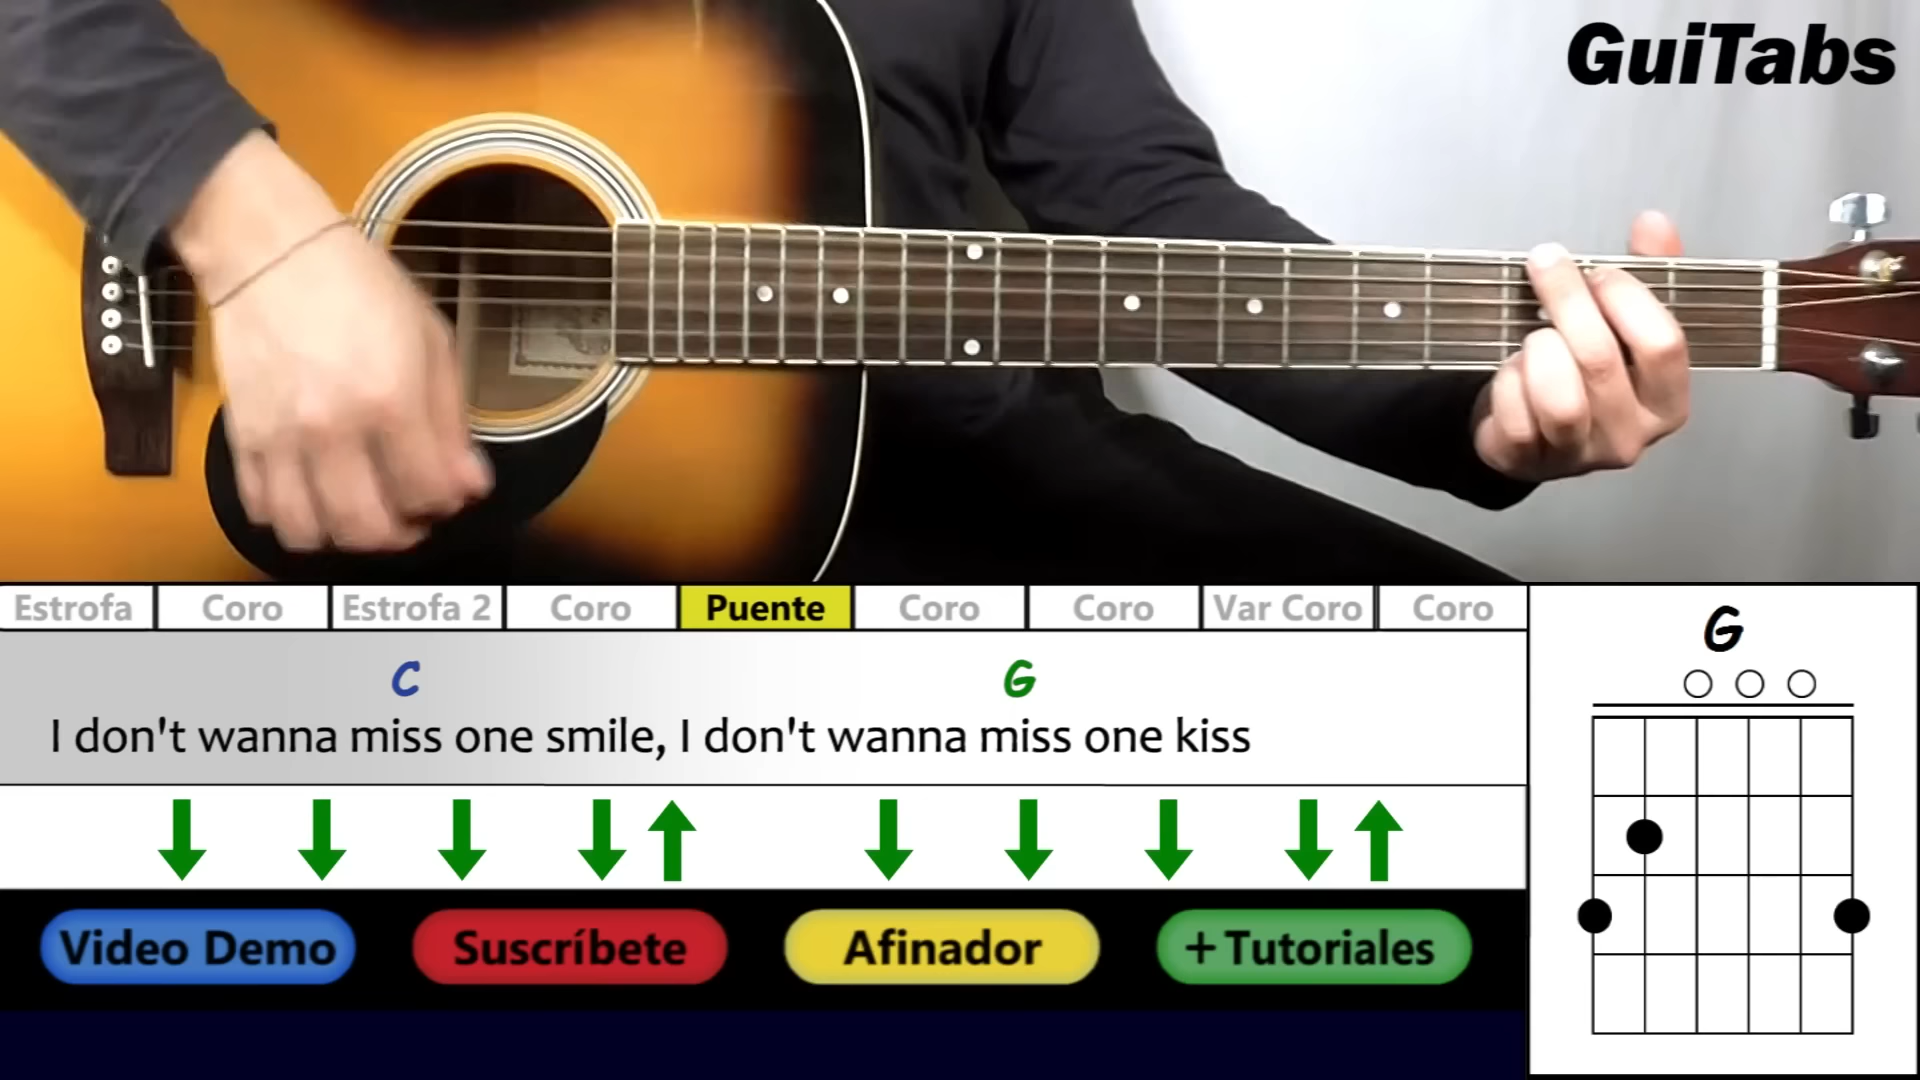 GuiTabs
Estrofa Coro Estrofa 2 Coro Puente Coro Coro Var Coro Coro
G
C G
I don't wanna miss one smile, I don't wanna miss one kiss
Video Demo Suscríbete Afinador + Tutoriales